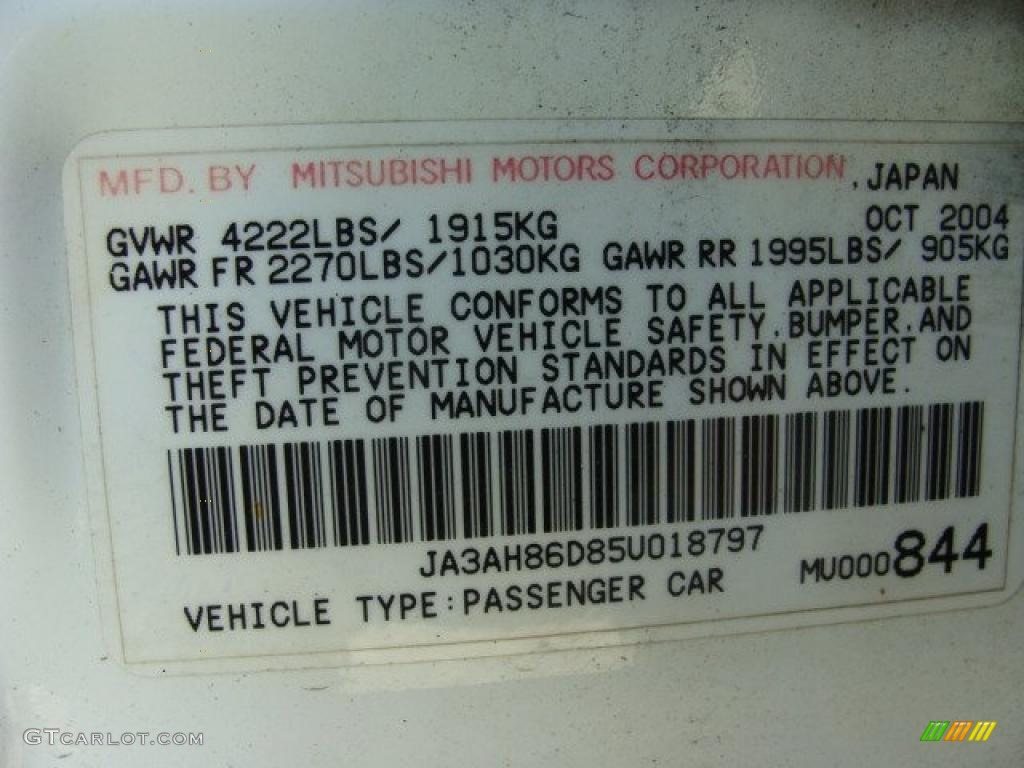 MFD. BY MITSUBISHI MOTORS CORPORATION, JAPAN
GVWR 4222LBS/ 1915KG OCT 2004
GAWR FR 2270LBS/1030KG GAWR RR 1995LBS/ 905KG
THIS VEHICLE CONFORMS TO ALL APPLICABLE
FEDERAL MOTOR VEHICLE SAFETY, BUMPER, AND
THEFT PREVENTION STANDARDS IN EFFECT ON
THE DATE OF MANUFACTURE SHOWN ABOVE.
JA3AH86D85U018797
MU000844
VEHICLE TYPE:PASSENGER CAR
GTCARLOT.COM